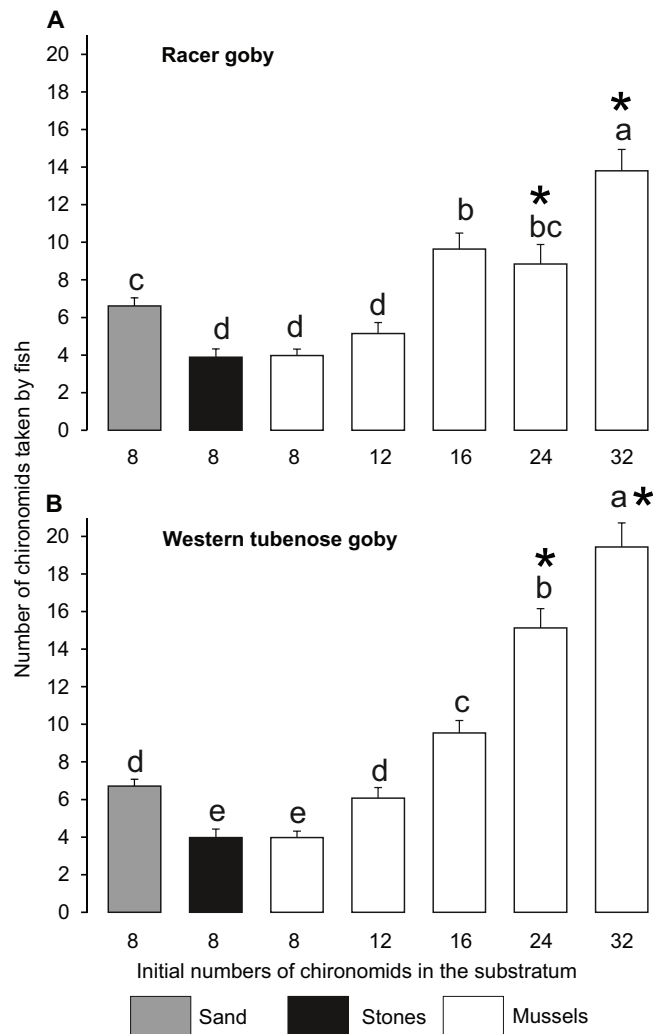 A
Racer goby
20
18
16
14
12
10
8
6
4
2
0
c
d
d
d
b
*
bc
*
a
8
8
8
12
16
24
32
Number of chironomids taken by fish
B
Western tubenose goby
20
18
16
14
12
10
8
6
4
2
0
d
e
e
d
c
*
b
a *
8
8
8
12
16
24
32
Initial numbers of chironomids in the substratum
Sand
Stones
Mussels